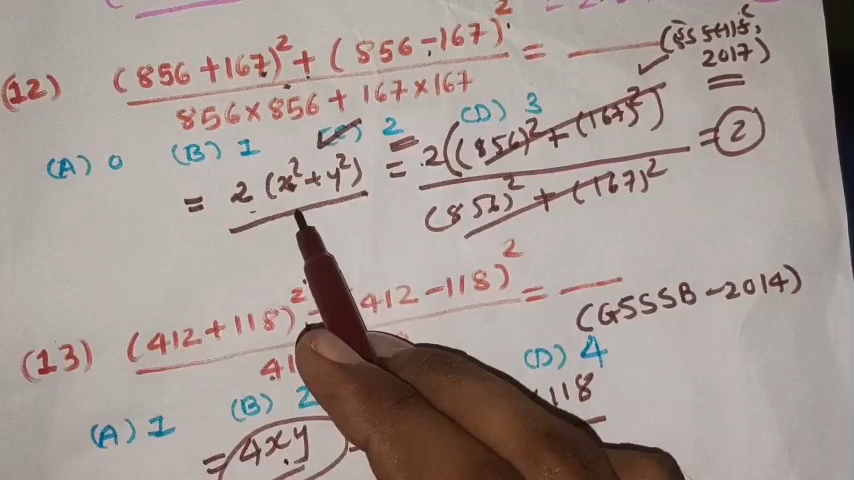 (12) (856+167)² + (856-167)² = ____
856×856 + 167×167
2017)
(A) 0 (B) 1 2 (D) 3
= 2 (x²+y²) = 2((856)² + (167)²) = 2
(856)² + (167)²
(13) (412+118)² - (412-118)² = ____
(GSSSB-2014)
(A) 1 (B) 2 (D) 4
118
= 4xy